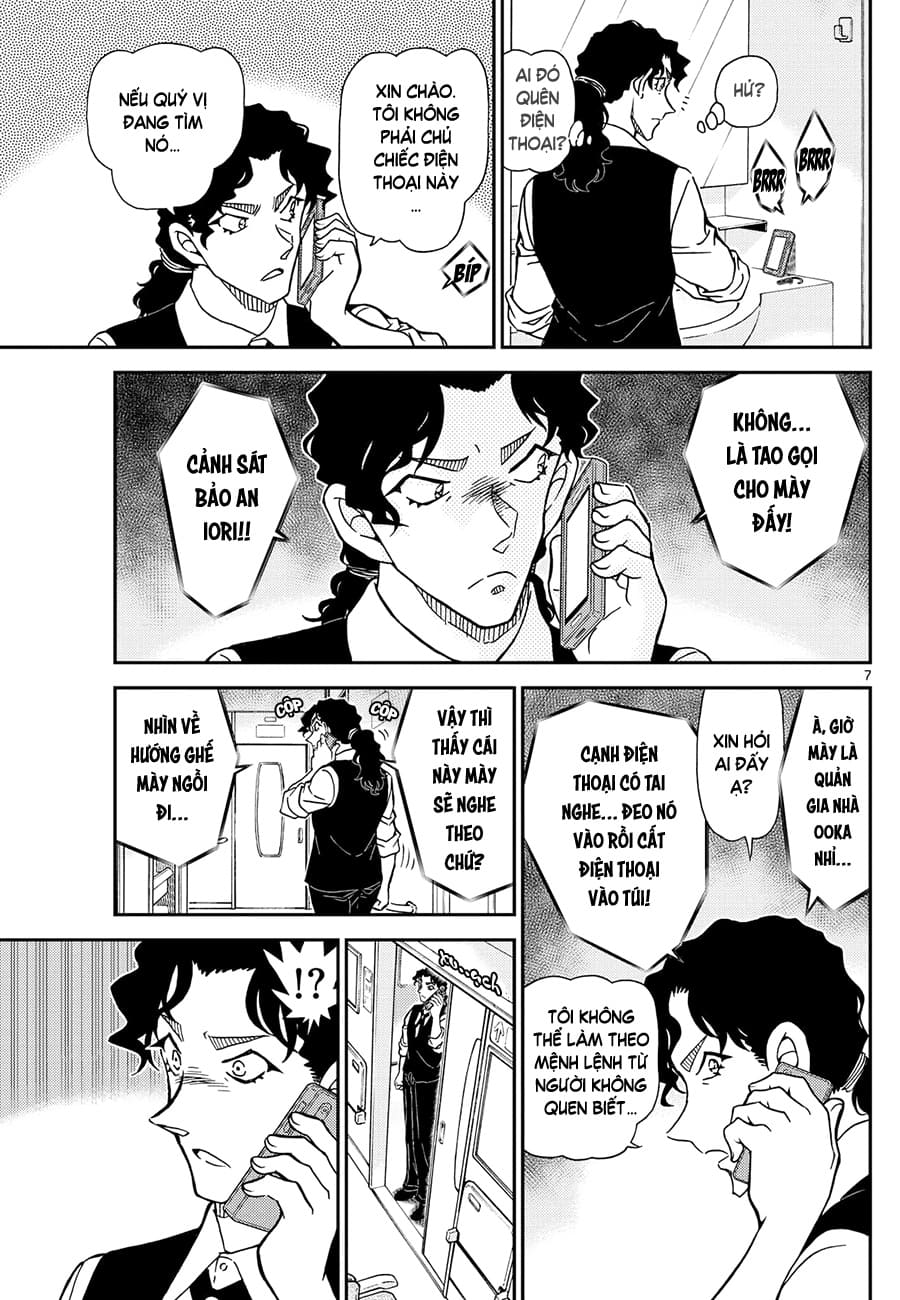 HỬ?
AI ĐÓ
QUÊN
ĐIỆN
THOẠI?
BRRR
BRRR
BÍP
XIN CHÀO.
TÔI KHÔNG
PHẢI CHỦ
CHIẾC ĐIỆN
THOẠI NÀY
...
NẾU QUÝ VỊ
ĐANG TÌM
NÓ...
KHÔNG...
LÀ TAO GỌI
CHO MÀY
ĐẤY!
CẢNH SÁT
BẢO AN
IORI!!
7
À, GIỜ
MÀY LÀ
QUẢN
GIA NHÀ
OOKA
NHỈ...
XIN HỎI
AI ĐẤY
Ạ?
CẠNH ĐIỆN
THOẠI CÓ TAI
NGHE... ĐEO NÓ
VÀO RỒI CẤT
ĐIỆN THOẠI
VÀO TÚI!
TÔI KHÔNG
THỂ LÀM THEO
MỆNH LỆNH TỪ
NGƯỜI KHÔNG
QUEN BIẾT...
VẬY THÌ
THẤY CÁI
NÀY MÀY
SẼ NGHE
THEO
CHỨ?
CỘP
CỘP
NHÌN VỀ
HƯỚNG GHẾ
MÀY NGỒI
ĐI...
!?